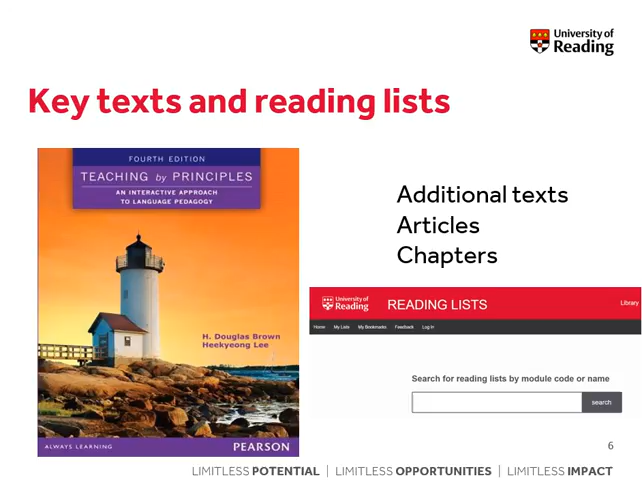 University of
Reading
Key texts and reading lists
FOURTH EDITION
TEACHING by PRINCIPLES
AN INTERACTIVE APPROACH
TO LANGUAGE PEDAGOGY
H. Douglas Brown
Heekyeong Lee
ALWAYS LEARNING
PEARSON
Additional texts
Articles
Chapters
University of
Reading
READING LISTS
Library
Home My Lists My Bookmarks Feedback Log In
Search for reading lists by module code or name
search
6
LIMITLESS POTENTIAL | LIMITLESS OPPORTUNITIES | LIMITLESS IMPACT